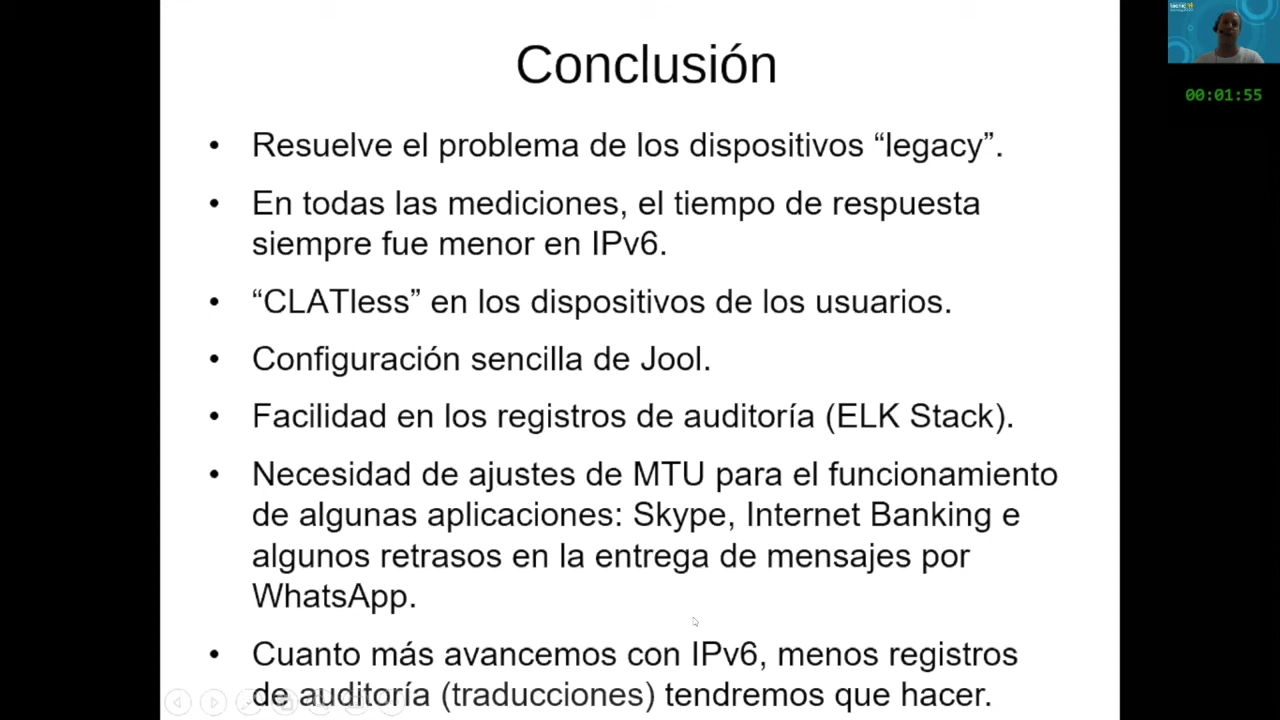 Conclusión
• Resuelve el problema de los dispositivos “legacy”.
• En todas las mediciones, el tiempo de respuesta
siempre fue menor en IPv6.
• “CLATless” en los dispositivos de los usuarios.
• Configuración sencilla de Jool.
• Facilidad en los registros de auditoría (ELK Stack).
• Necesidad de ajustes de MTU para el funcionamiento
de algunas aplicaciones: Skype, Internet Banking e
algunos retrasos en la entrega de mensajes por
WhatsApp.
• Cuanto más avancemos con IPv6, menos registros
de auditoría (traducciones) tendremos que hacer.
00:01:55